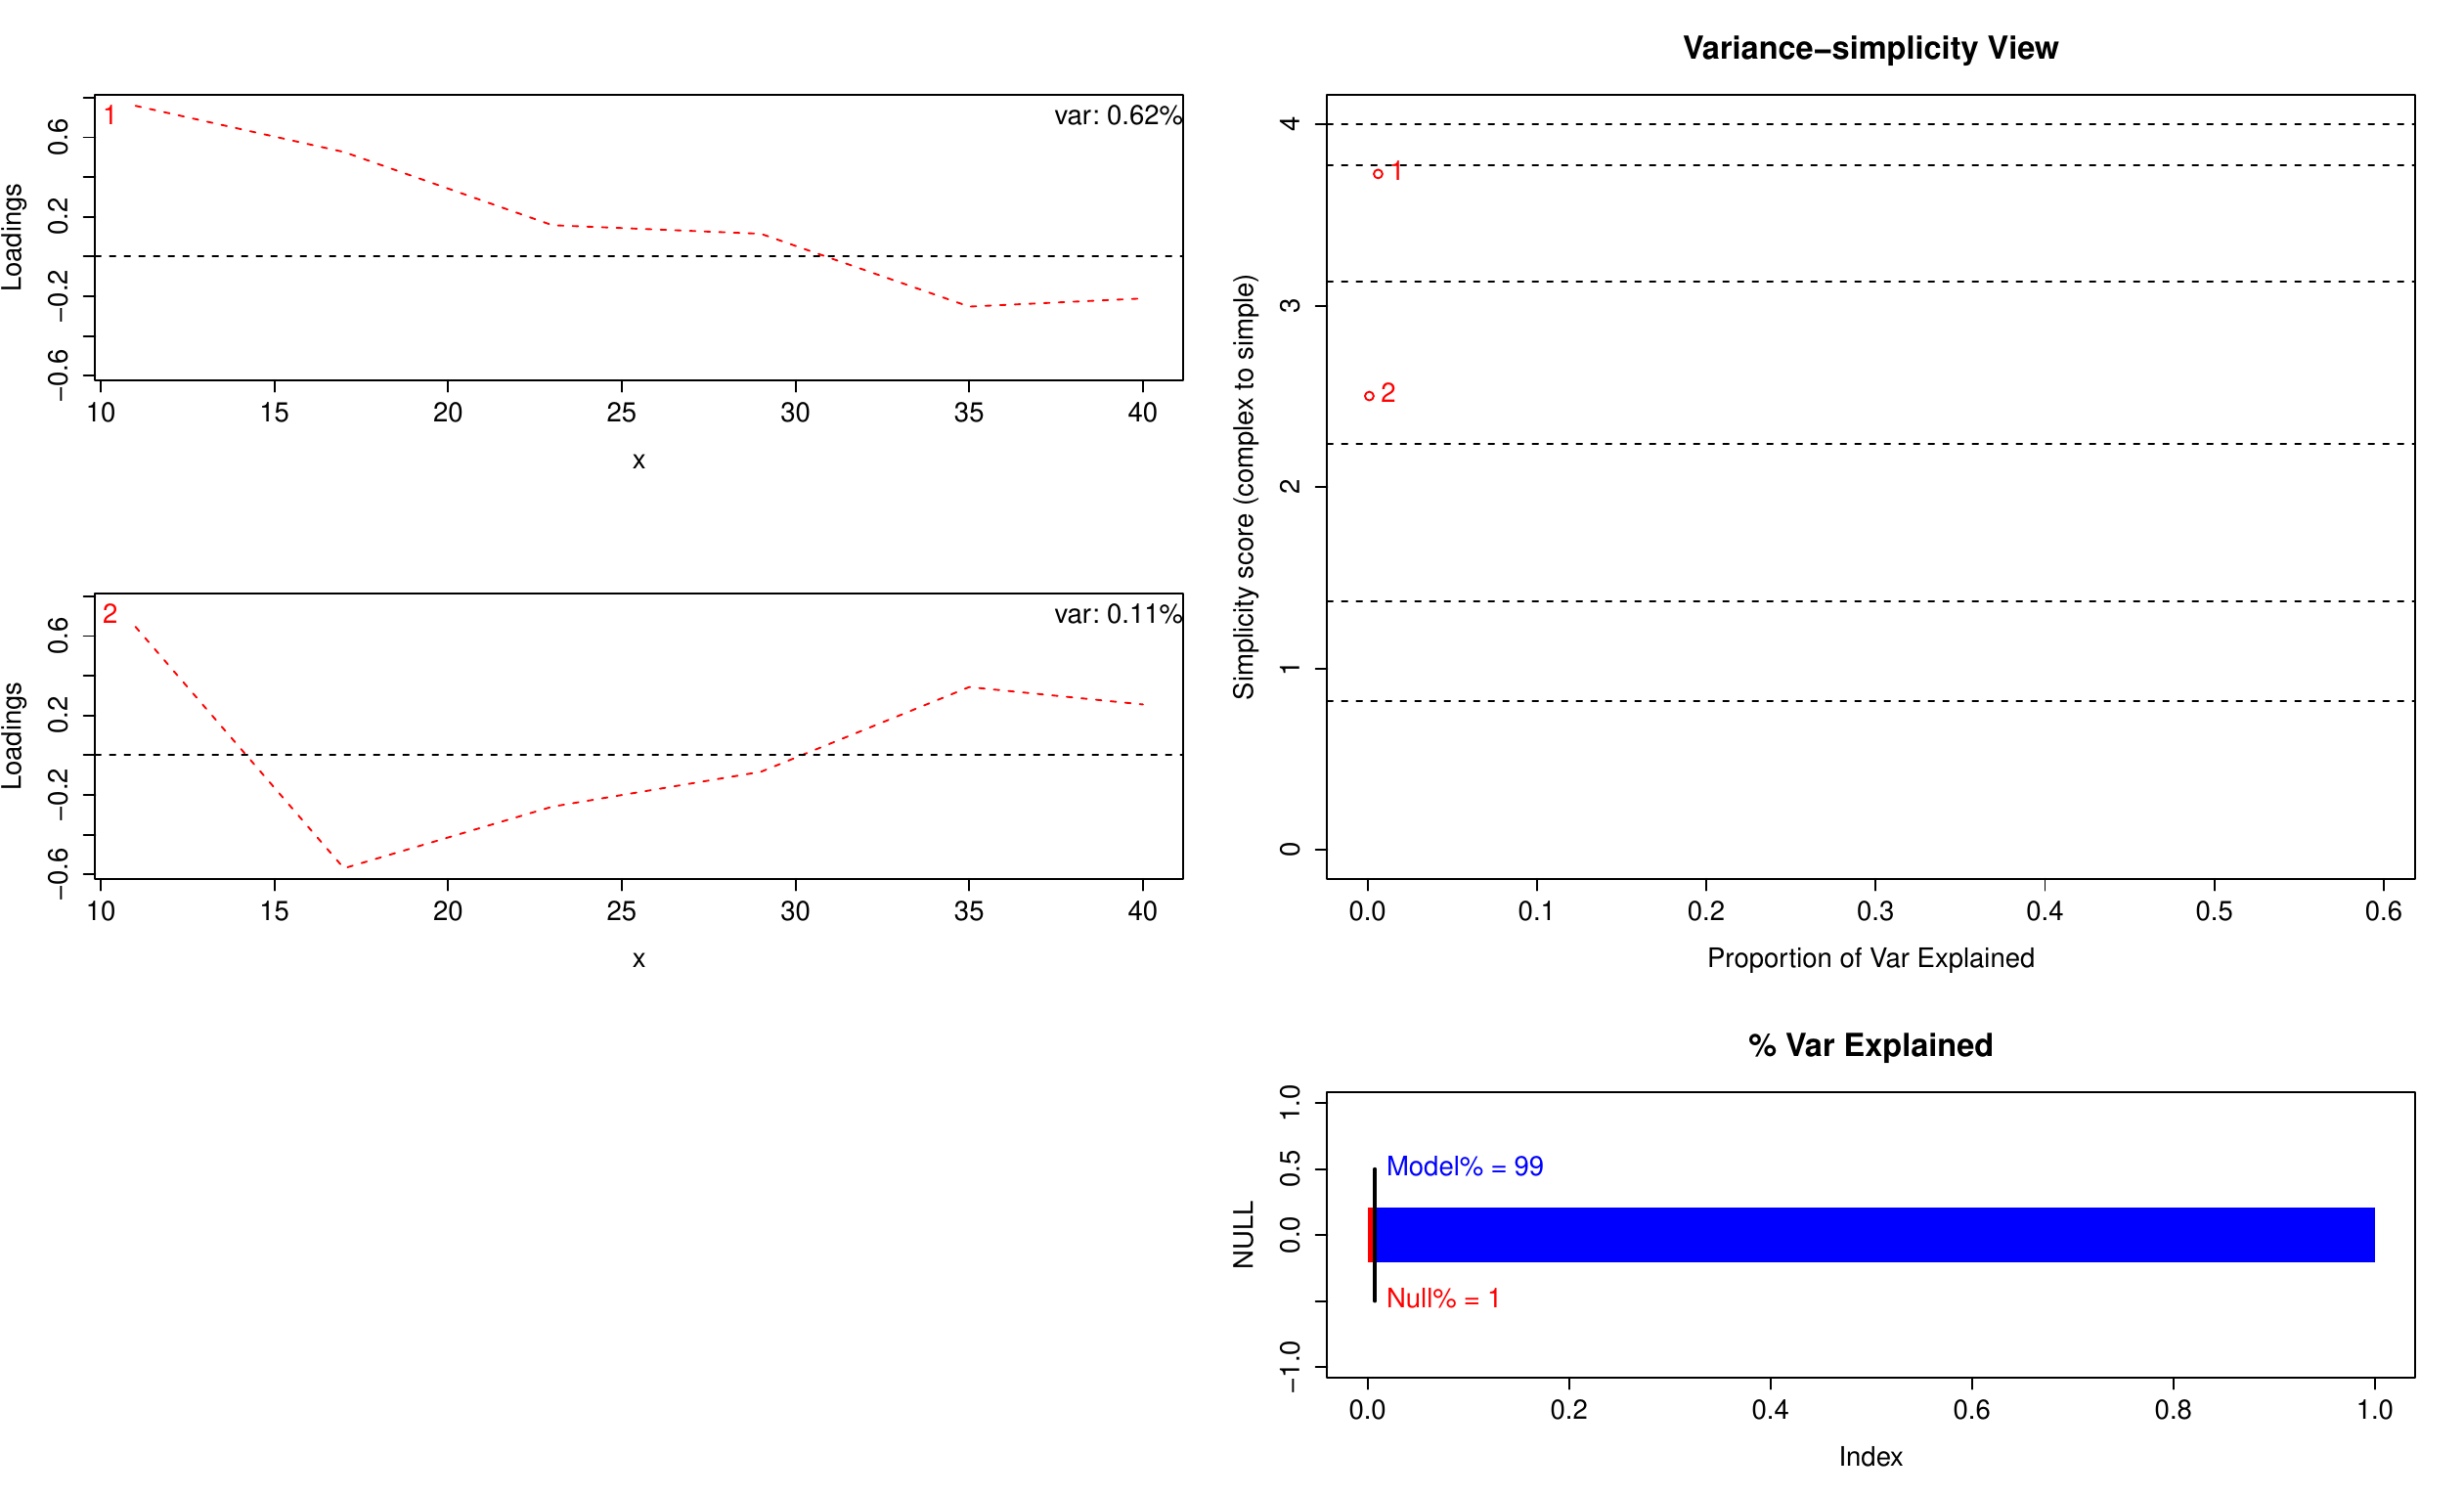 1
var: 0.62%
Loadings
0.6
0.2
−0.2
−0.6
10 15 20 25 30 35 40
x
2
var: 0.11%
Loadings
0.6
0.2
−0.2
−0.6
10 15 20 25 30 35 40
x
Variance−simplicity View
Simplicity score (complex to simple)
4
3
2
1
0
1
2
0.0 0.1 0.2 0.3 0.4 0.5 0.6
Proportion of Var Explained
% Var Explained
NULL
1.0
0.5
0.0
−1.0
Model% = 99
Null% = 1
0.0 0.2 0.4 0.6 0.8 1.0
Index